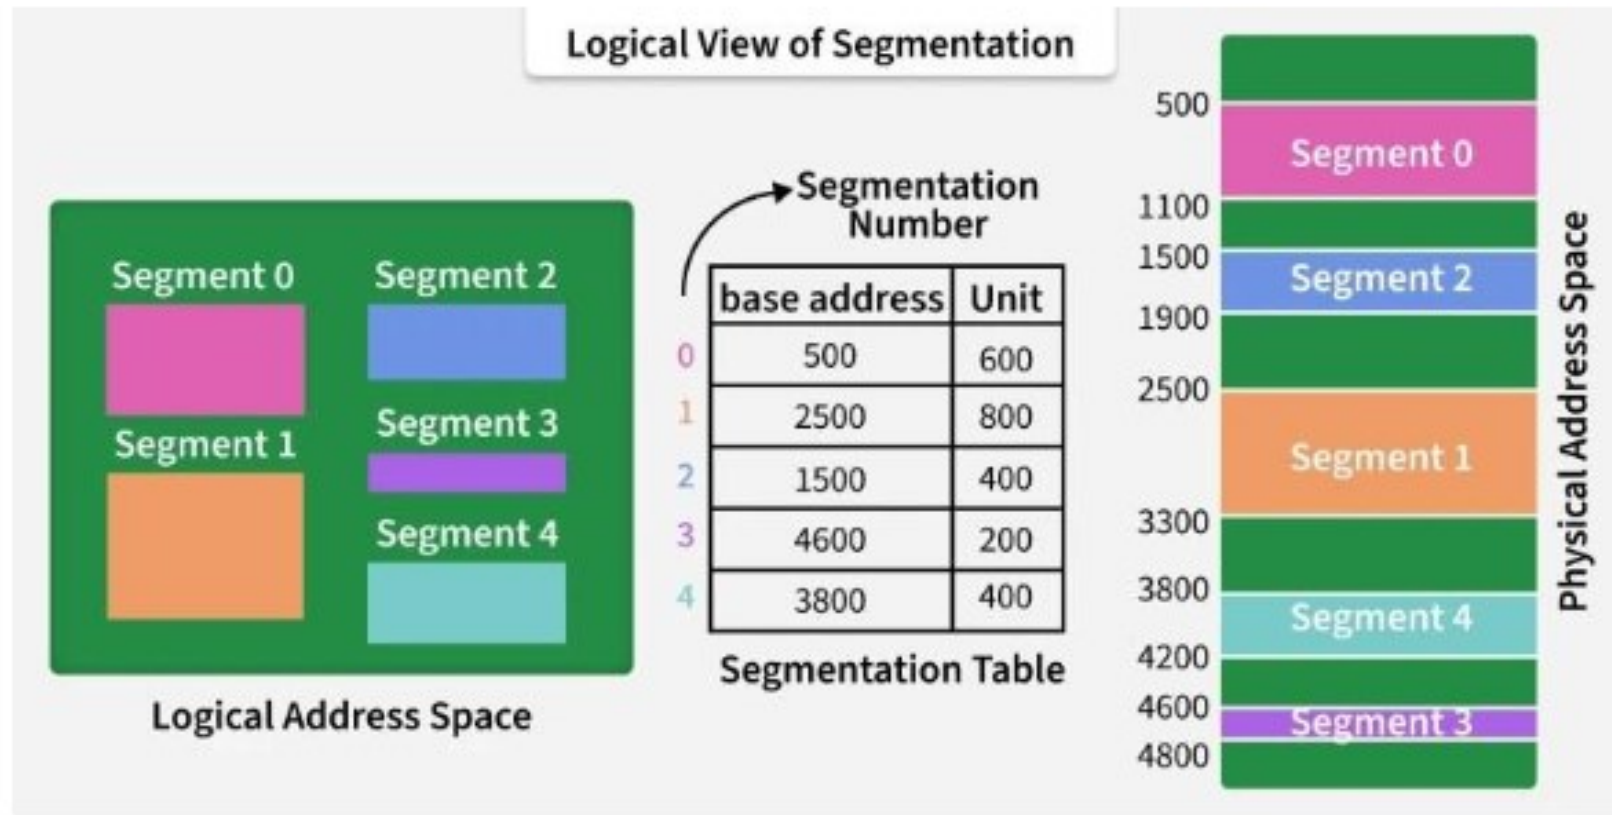 Logical View of Segmentation
Segment 0
Segment 2
Segment 1
Segment 3
Segment 4
Logical Address Space
Segmentation
Number
base address Unit
0 500 600
1 2500 800
2 1500 400
3 4600 200
4 3800 400
Segmentation Table
500
Segment 0
1100
1500
Segment 2
1900
2500
Segment 1
3300
3800
Segment 4
4200
4600
Segment 3
4800
Physical Address Space